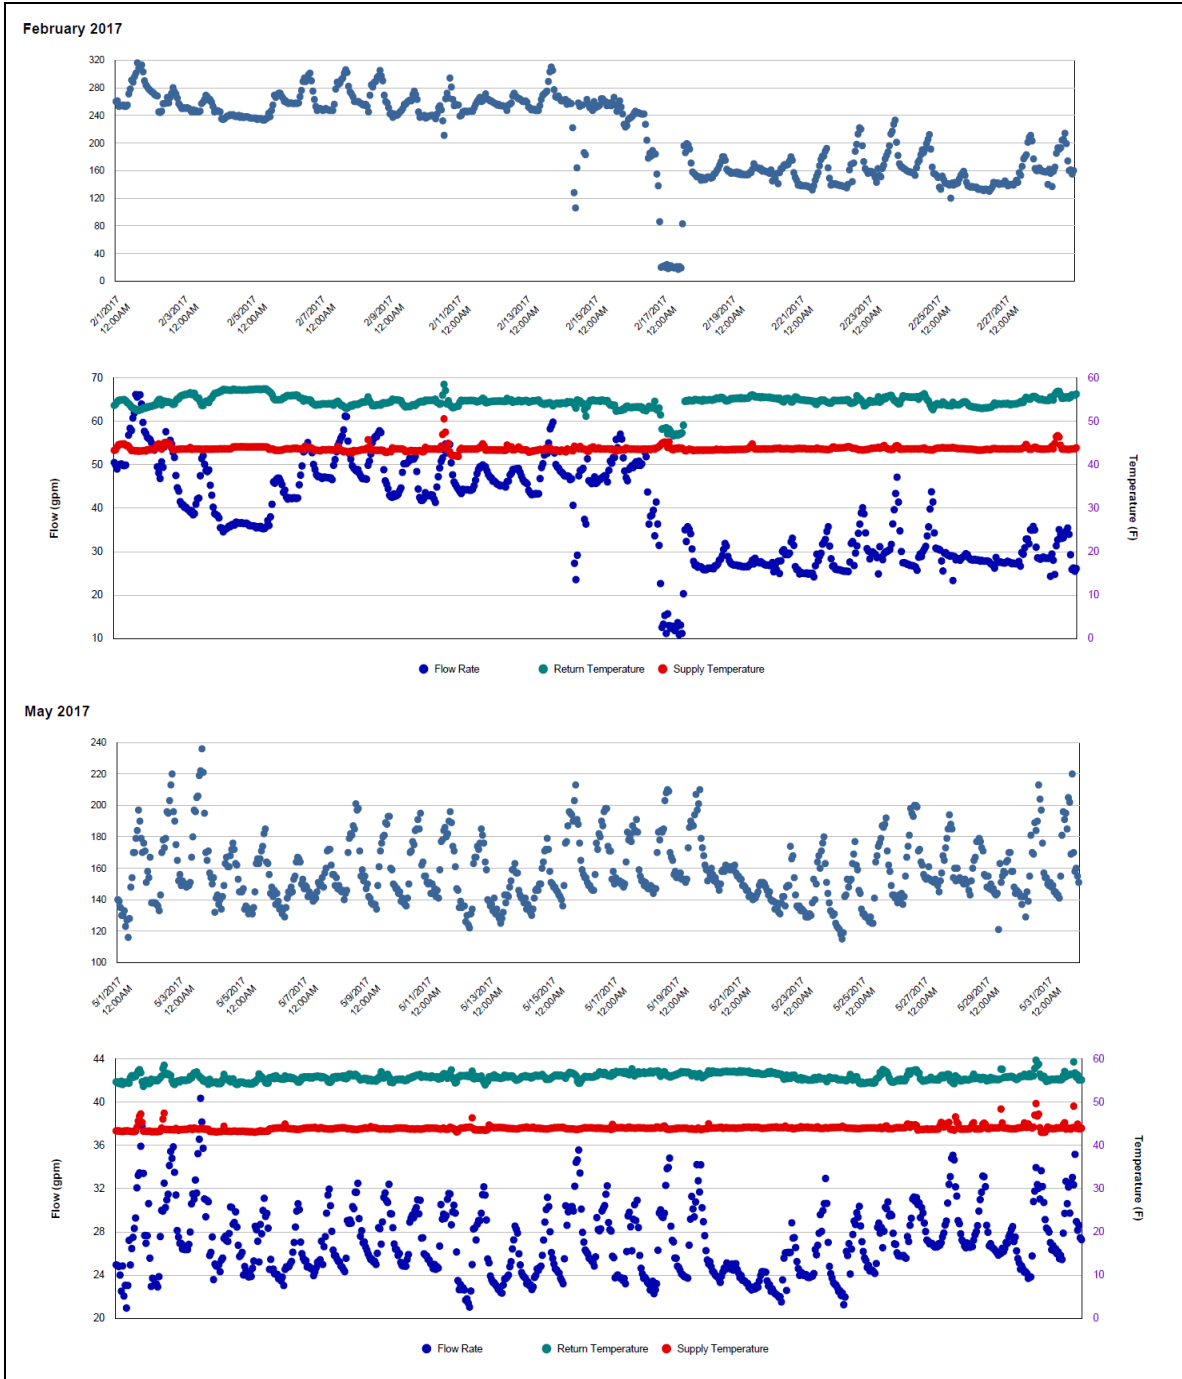 February 2017
320
280
240
200
160
120
80
40
0
2/1/2017 12:00AM
2/3/2017 12:00AM
2/5/2017 12:00AM
2/7/2017 12:00AM
2/9/2017 12:00AM
2/11/2017 12:00AM
2/13/2017 12:00AM
2/15/2017 12:00AM
2/17/2017 12:00AM
2/19/2017 12:00AM
2/21/2017 12:00AM
2/23/2017 12:00AM
2/25/2017 12:00AM
2/27/2017 12:00AM
70 60
60 50
50 40
40 30
30 20
20 10
10 0
Flow (gpm)
Temperature (F)
Flow Rate Return Temperature Supply Temperature
May 2017
240
220
200
180
160
140
120
100
5/1/2017 12:00AM
5/3/2017 12:00AM
5/5/2017 12:00AM
5/7/2017 12:00AM
5/9/2017 12:00AM
5/11/2017 12:00AM
5/13/2017 12:00AM
5/15/2017 12:00AM
5/17/2017 12:00AM
5/19/2017 12:00AM
5/21/2017 12:00AM
5/23/2017 12:00AM
5/25/2017 12:00AM
5/27/2017 12:00AM
5/29/2017 12:00AM
5/31/2017 12:00AM
44 60
40 50
36 40
32 30
28 20
24 10
20 0
Flow (gpm)
Temperature (F)
Flow Rate Return Temperature Supply Temperature